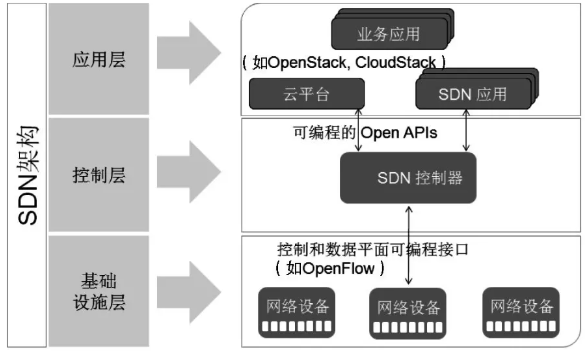 SDN架构
应用层
业务应用
（如OpenStack, CloudStack）
云平台
SDN 应用
控制层
可编程的 Open APIs
SDN 控制器
基础
设施层
控制和数据平面可编程接口
（如OpenFlow）
网络设备
网络设备
网络设备